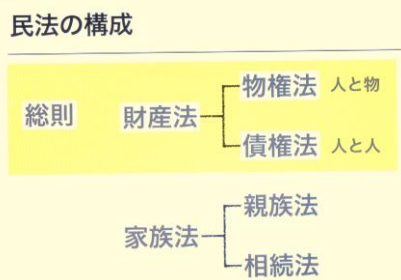 民法の構成
物権法 人と物
総則 財産法
債権法 人と人
親族法
家族法
相続法